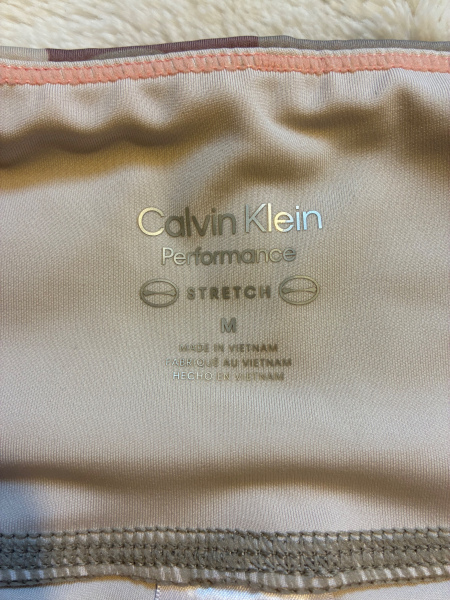 Calvin Klein
Performance
STRETCH
M
MADE IN VIETNAM
FABRIQUÉ AU VIETNAM
HECHO EN VIETNAM